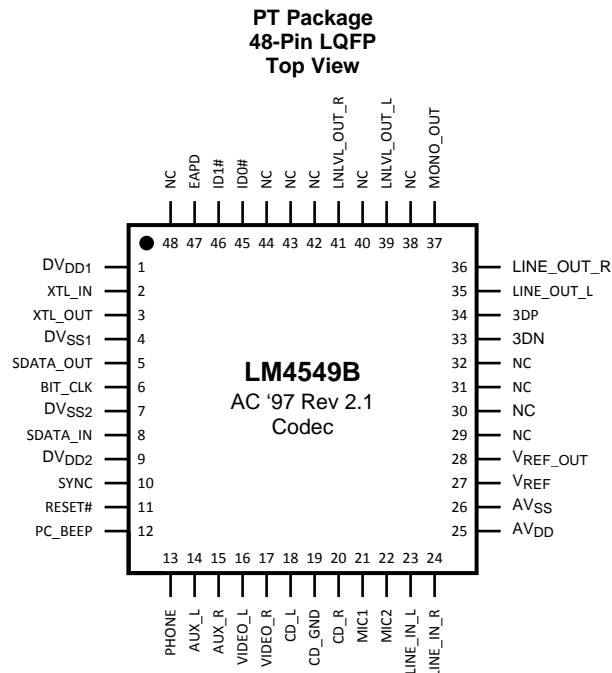 PT Package
48-Pin LQFP
Top View
NC
EAPD
ID1#
ID0#
NC
NC
NC
LNLVL_OUT_R
NC
LNLVL_OUT_L
NC
MONO_OUT
48 47 46 45 44 43 42 41 40 39 38 37
DVDD1 1
XTL_IN 2
XTL_OUT 3
DVSS1 4
SDATA_OUT 5
BIT_CLK 6
DVSS2 7
SDATA_IN 8
DVDD2 9
SYNC 10
RESET# 11
PC_BEEP 12
LM4549B
AC ‘97 Rev 2.1
Codec
36 LINE_OUT_R
35 LINE_OUT_L
34 3DP
33 3DN
32 NC
31 NC
30 NC
29 NC
28 VREF_OUT
27 VREF
26 AVSS
25 AVDD
13 14 15 16 17 18 19 20 21 22 23 24
PHONE
AUX_L
AUX_R
VIDEO_L
VIDEO_R
CD_L
CD_GND
CD_R
MIC1
MIC2
LINE_IN_L
LINE_IN_R